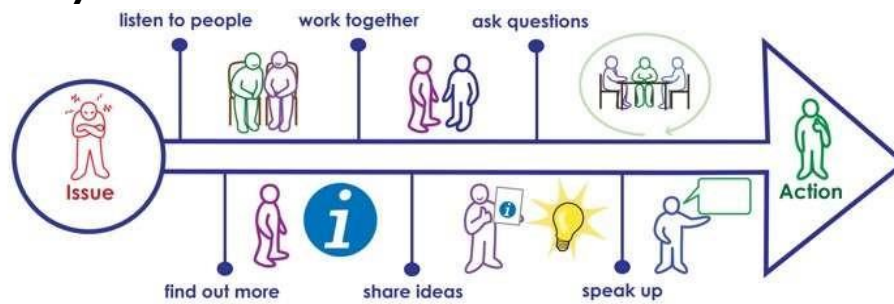 listen to people
work together
ask questions
Issue
Action
find out more
share ideas
speak up